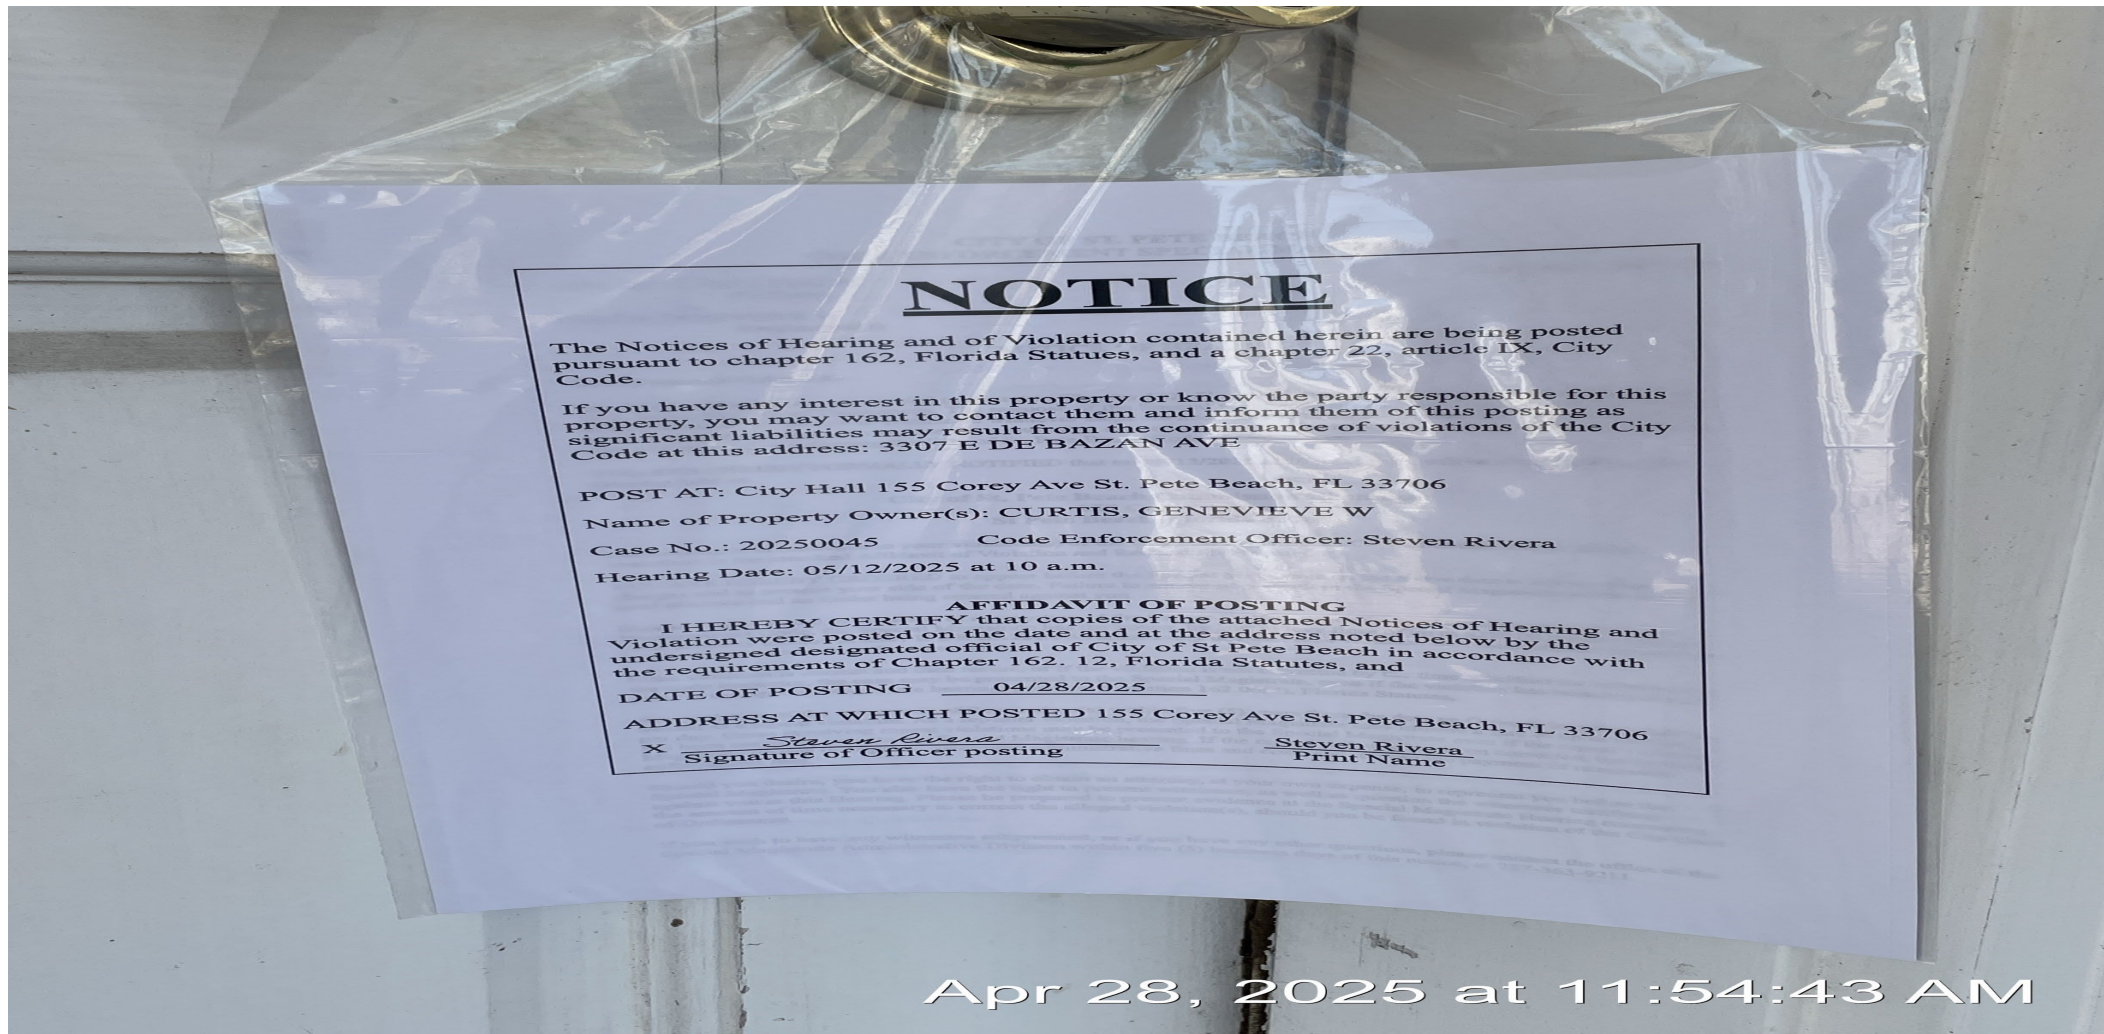 NOTICE
The Notices of Hearing and of Violation contained herein are being posted
pursuant to chapter 162, Florida Statues, and a chapter 22, article IX, City
Code.
If you have any interest in this property or know the party responsible for this
property, you may want to contact them and inform them of this posting as
significant liabilities may result from the continuance of violations of the City
Code at this address: 3307 E DE BAZAN AVE
POST AT: City Hall 155 Corey Ave St. Pete Beach, FL 33706
Name of Property Owner(s): CURTIS, GENEVIEVE W
Case No.: 20250045 Code Enforcement Officer: Steven Rivera
Hearing Date: 05/12/2025 at 10 a.m.
AFFIDAVIT OF POSTING
I HEREBY CERTIFY that copies of the attached Notices of Hearing and
Violation were posted on the date and at the address noted below by the
undersigned designated official of City of St Pete Beach in accordance with
the requirements of Chapter 162. 12, Florida Statutes, and
DATE OF POSTING 04/28/2025
ADDRESS AT WHICH POSTED 155 Corey Ave St. Pete Beach, FL 33706
X Steven Rivera Steven Rivera
Signature of Officer posting Print Name
Apr 28, 2025 at 11:54:43 AM